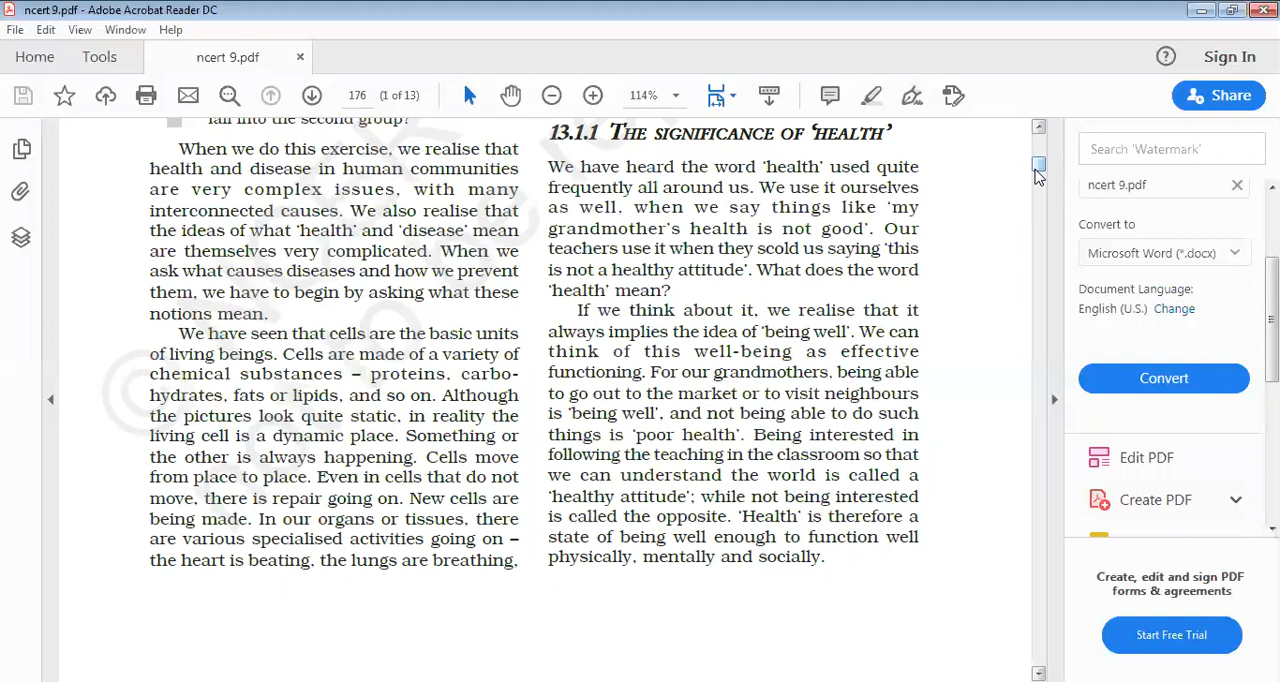 ncert 9.pdf - Adobe Acrobat Reader DC
File Edit View Window Help
Home Tools ncert 9.pdf × Sign In
176 (1 of 13) 114% Share
fall into the second group?
When we do this exercise, we realise that
health and disease in human communities
are very complex issues, with many
interconnected causes. We also realise that
the ideas of what ‘health’ and ‘disease’ mean
are themselves very complicated. When we
ask what causes diseases and how we prevent
them, we have to begin by asking what these
notions mean.
We have seen that cells are the basic units
of living beings. Cells are made of a variety of
chemical substances – proteins, carbo-
hydrates, fats or lipids, and so on. Although
the pictures look quite static, in reality the
living cell is a dynamic place. Something or
the other is always happening. Cells move
from place to place. Even in cells that do not
move, there is repair going on. New cells are
being made. In our organs or tissues, there
are various specialised activities going on –
the heart is beating, the lungs are breathing,
13.1.1 THE SIGNIFICANCE OF ‘HEALTH’
We have heard the word ‘health’ used quite
frequently all around us. We use it ourselves
as well, when we say things like ‘my
grandmother’s health is not good’. Our
teachers use it when they scold us saying ‘this
is not a healthy attitude’. What does the word
‘health’ mean?
If we think about it, we realise that it
always implies the idea of ‘being well’. We can
think of this well-being as effective
functioning. For our grandmothers, being able
to go out to the market or to visit neighbours
is ‘being well’, and not being able to do such
things is ‘poor health’. Being interested in
following the teaching in the classroom so that
we can understand the world is called a
‘healthy attitude’; while not being interested
is called the opposite. ‘Health’ is therefore a
state of being well enough to function well
physically, mentally and socially.
Search 'Watermark'
ncert 9.pdf
Convert to
Microsoft Word (*.docx)
Document Language:
English (U.S.) Change
Convert
Edit PDF
Create PDF
Create, edit and sign PDF
forms & agreements
Start Free Trial